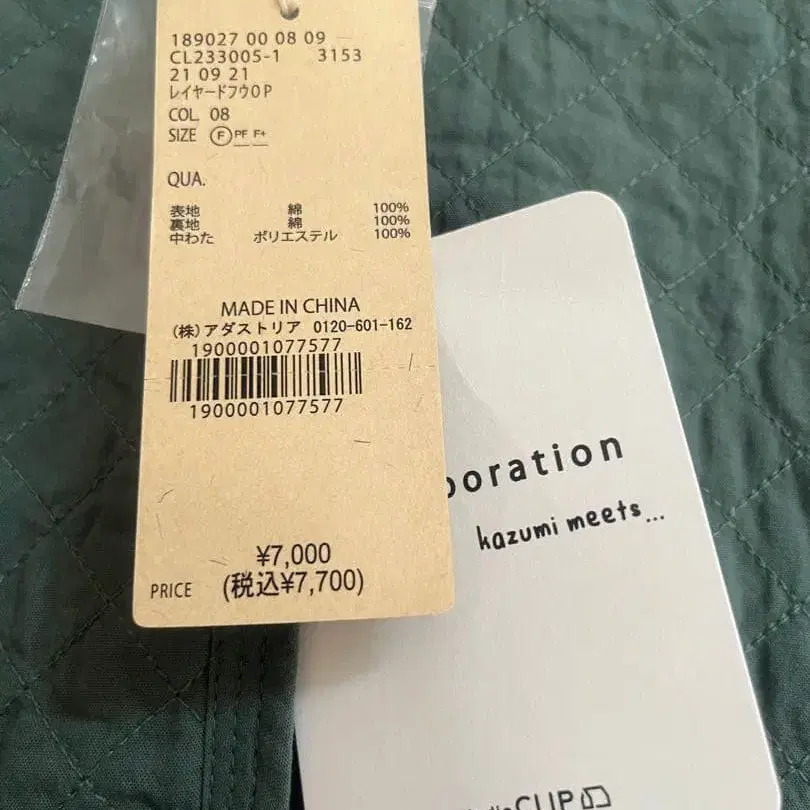 189027 00 08 09
CL233005-1 3153
21 09 21
レイヤードフウOP
COL. 08
SIZE F PF F+
QUA.
表地 綿 100%
裏地 綿 100%
中わた ポリエステル 100%
MADE IN CHINA
(株)アダストリア 0120-601-162
1900001077577
1900001077577
¥7,000
PRICE (税込¥7,700)
oration
kazumi meets...
CLIP